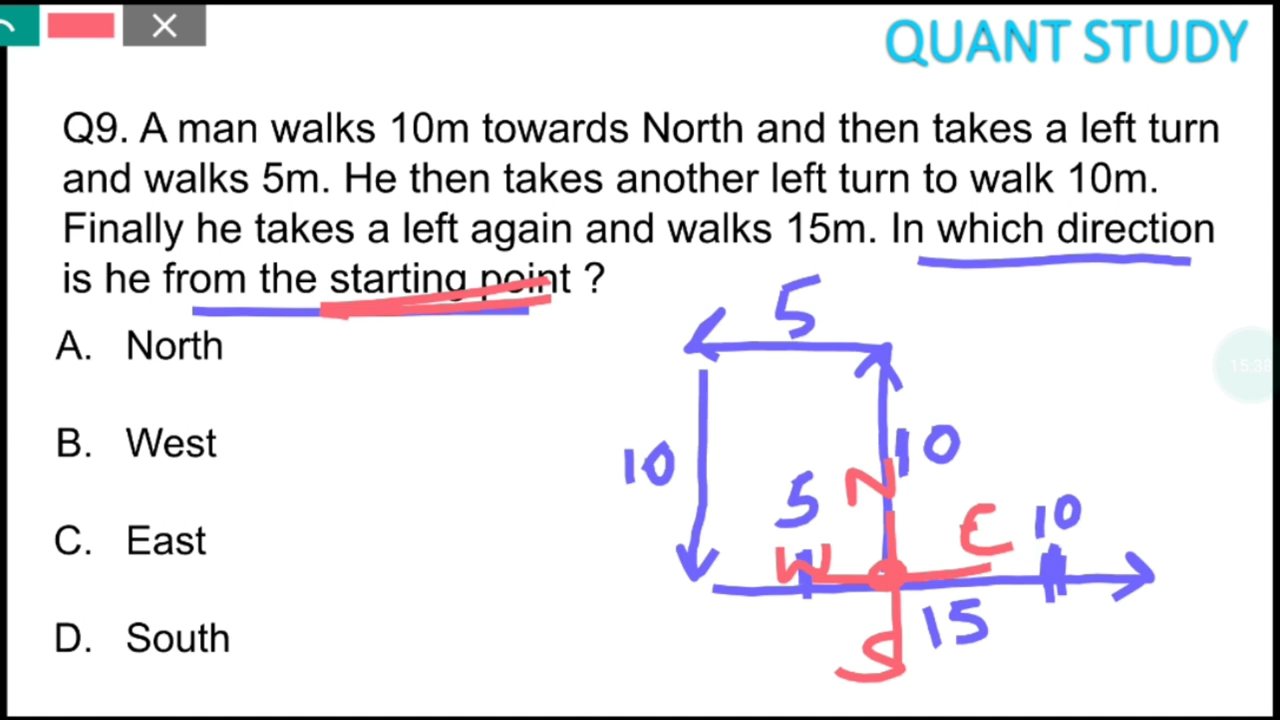 QUANT STUDY
Q9. A man walks 10m towards North and then takes a left turn
and walks 5m. He then takes another left turn to walk 10m.
Finally he takes a left again and walks 15m. In which direction
is he from the starting point ?
A. North
B. West
C. East
D. South
5
10
10
5
N
E
10
W
15
S
15:38